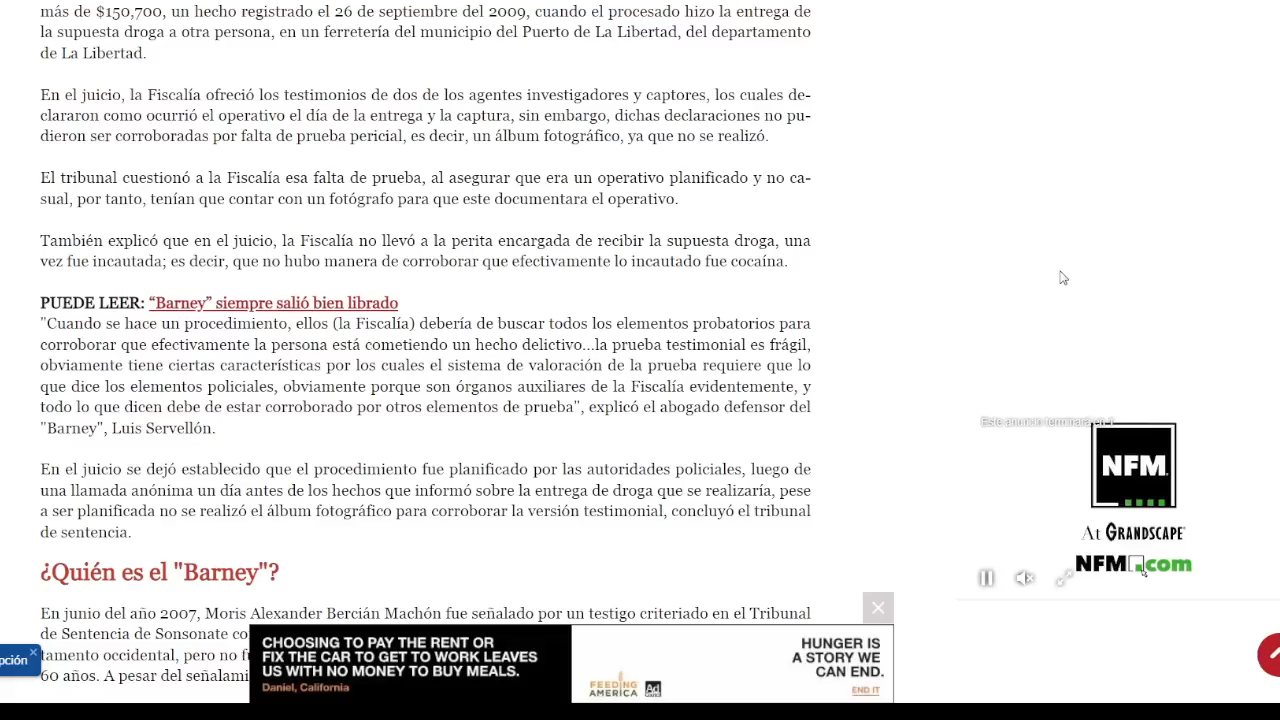 más de $150,700, un hecho registrado el 26 de septiembre del 2009, cuando el procesado hizo la entrega de
la supuesta droga a otra persona, en un ferretería del municipio del Puerto de La Libertad, del departamento
de La Libertad.
En el juicio, la Fiscalía ofreció los testimonios de dos de los agentes investigadores y captores, los cuales de-
clararon como ocurrió el operativo el día de la entrega y la captura, sin embargo, dichas declaraciones no pu-
dieron ser corroboradas por falta de prueba pericial, es decir, un álbum fotográfico, ya que no se realizó.
El tribunal cuestionó a la Fiscalía esa falta de prueba, al asegurar que era un operativo planificado y no ca-
sual, por tanto, tenían que contar con un fotógrafo para que este documentara el operativo.
También explicó que en el juicio, la Fiscalía no llevó a la perita encargada de recibir la supuesta droga, una
vez fue incautada; es decir, que no hubo manera de corroborar que efectivamente lo incautado fue cocaína.
PUEDE LEER: “Barney” siempre salió bien librado
"Cuando se hace un procedimiento, ellos (la Fiscalía) debería de buscar todos los elementos probatorios para
corroborar que efectivamente la persona está cometiendo un hecho delictivo...la prueba testimonial es frágil,
obviamente tiene ciertas características por los cuales el sistema de valoración de la prueba requiere que lo
que dice los elementos policiales, obviamente porque son órganos auxiliares de la Fiscalía evidentemente, y
todo lo que dicen debe de estar corroborado por otros elementos de prueba", explicó el abogado defensor del
"Barney", Luis Servellón.
En el juicio se dejó establecido que el procedimiento fue planificado por las autoridades policiales, luego de
una llamada anónima un día antes de los hechos que informó sobre la entrega de droga que se realizaría, pese
a ser planificada no se realizó el álbum fotográfico para corroborar la versión testimonial, concluyó el tribunal
de sentencia.
¿Quién es el "Barney"?
En junio del año 2007, Moris Alexander Bercián Machón fue señalado por un testigo criteriado en el Tribunal
de Sentencia de Sonsonate co
tamento occidental, pero no fu
60 años. A pesar del señalami
pción
CHOOSING TO PAY THE RENT OR
FIX THE CAR TO GET TO WORK LEAVES
US WITH NO MONEY TO BUY MEALS.
Daniel, California
FEEDING
AMERICA
Ad
HUNGER IS
A STORY WE
CAN END.
END IT
Este anuncio terminará en
NFM
At GRANDSCAPE
NFM.com